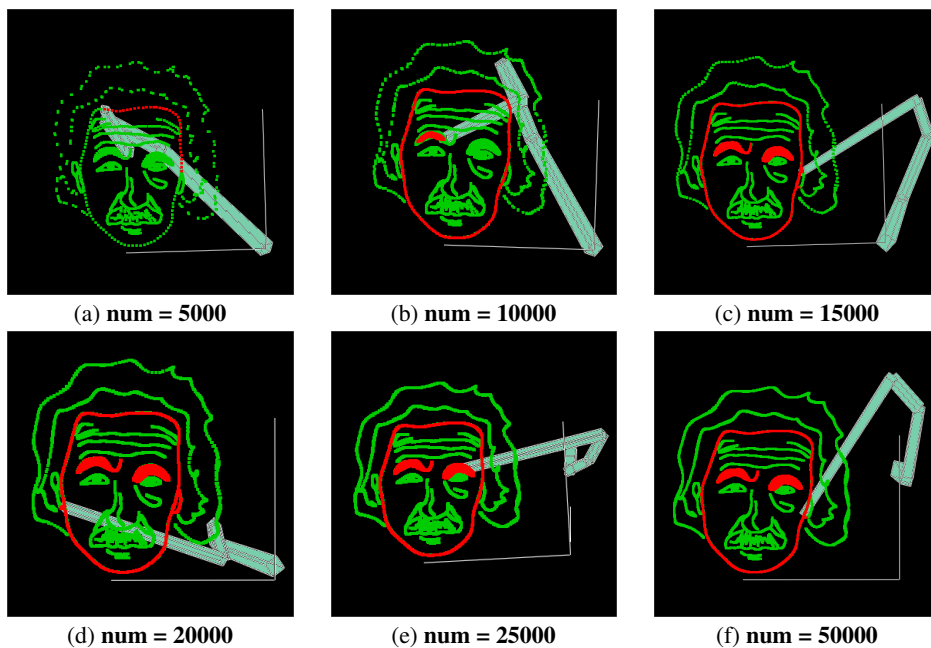 (a) num = 5000
(b) num = 10000
(c) num = 15000
(d) num = 20000
(e) num = 25000
(f) num = 50000